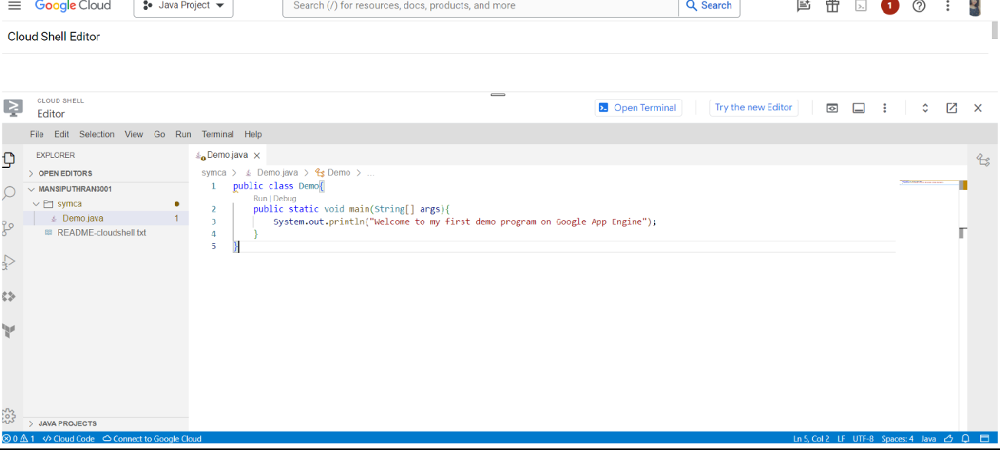 Google Cloud
Java Project
Search (/) for resources, docs, products, and more
Search
1
Cloud Shell Editor
CLOUD SHELL
Editor
Open Terminal
Try the new Editor
File Edit Selection View Go Run Terminal Help
EXPLORER
OPEN EDITORS
MANSIPUTHRAN3001
symca
Demo.java 1
README-cloudshell.txt
JAVA PROJECTS
Demo.java
symca > Demo.java > Demo > ...
1 public class Demo{
Run | Debug
2 public static void main(String[] args){
3 System.out.println("Welcome to my first demo program on Google App Engine");
4 }
5 }
0 1 Cloud Code Connect to Google Cloud
Ln 5, Col 2 LF UTF-8 Spaces: 4 Java